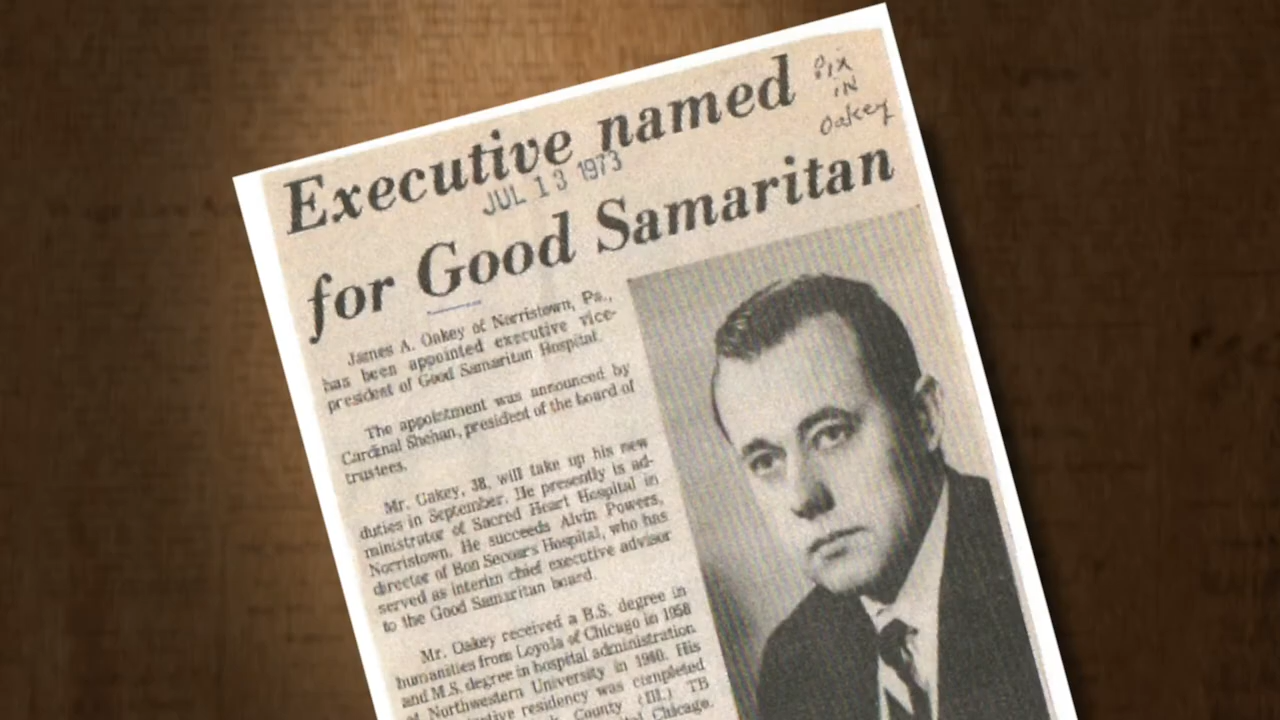 Executive named
Pix
IN
Oakey
JUL 13 1973
for Good Samaritan
James A. Oakey of Norristown, Pa.,
has been appointed executive vice-
president of Good Samaritan Hospital.
The appointment was announced by
Cardinal Shehan, president of the board of
trustees.
Mr. Oakey, 38, will take up his new
duties in September. He presently is ad-
ministrator of Sacred Heart Hospital in
Norristown. He succeeds Alvin Powers,
director of Bon Secours Hospital, who has
served as interim chief executive advisor
to the Good Samaritan board.
Mr. Oakey received a B.S. degree in
humanities from Loyola of Chicago in 1958
and M.S. degree in hospital administration
Northwestern University in 1960. His
residency was completed
County (Ill.) TB
Chicago.